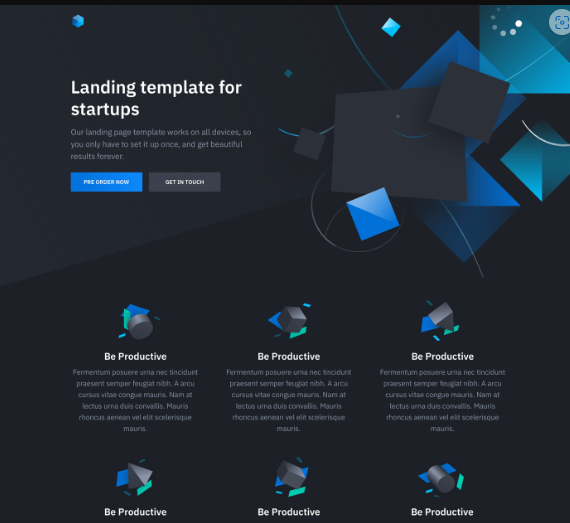 Landing template for
startups
Our landing page template works on all devices, so
you only have to set it up once, and get beautiful
results forever.
PRE ORDER NOW
GET IN TOUCH
Be Productive
Fermentum posuere urna nec tincidunt
praesent semper feugiat nibh. A arcu
cursus vitae congue mauris. Nam at
lectus urna duis convallis. Mauris
rhoncus aenean vel elit scelerisque
mauris.
Be Productive
Fermentum posuere urna nec tincidunt
praesent semper feugiat nibh. A arcu
cursus vitae congue mauris. Nam at
lectus urna duis convallis. Mauris
rhoncus aenean vel elit scelerisque
mauris.
Be Productive
Fermentum posuere urna nec tincidunt
praesent semper feugiat nibh. A arcu
cursus vitae congue mauris. Nam at
lectus urna duis convallis. Mauris
rhoncus aenean vel elit scelerisque
mauris.
Be Productive
Be Productive
Be Productive